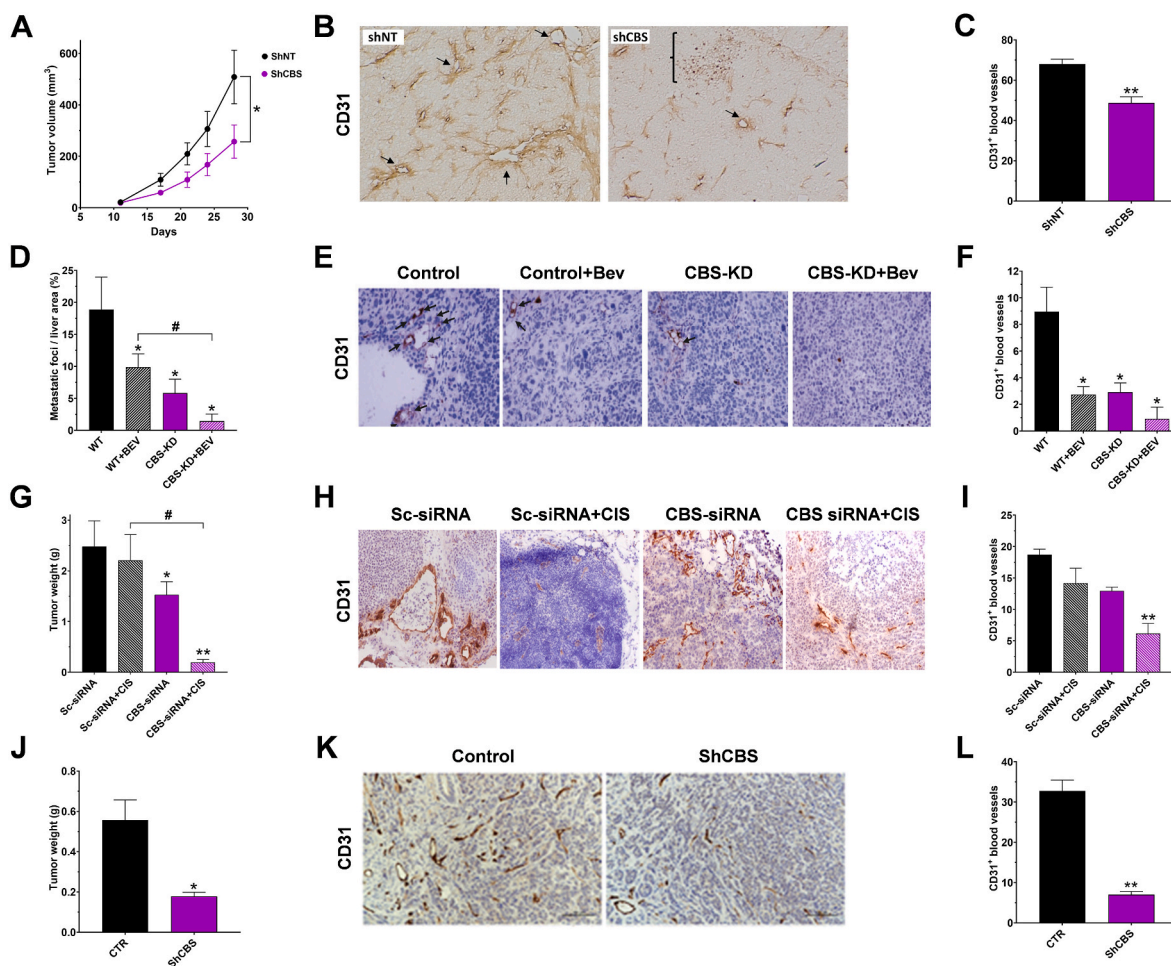 A
Tumor volume (mm³)
600
400
200
0
5 10 15 20 25 30
Days
ShNT
ShCBS
*
B
CD31
shNT
shCBS
C
CD31⁺ blood vessels
80
60
40
20
0
**
ShNT
ShCBS
D
Metastatic foci / liver area (%)
25
20
15
10
5
0
#
*
*
*
WT
WT+BEV
CBS-KD
CBS-KD+BEV
E
CD31
Control
Control+Bev
CBS-KD
CBS-KD+Bev
F
CD31⁺ blood vessels
12
10
8
6
4
2
0
*
*
*
WT
WT+BEV
CBS-KD
CBS-KD+BEV
G
Tumor weight (g)
3
2
1
0
#
*
**
Sc-siRNA
Sc-siRNA+CIS
CBS-siRNA
CBS-siRNA+CIS
H
CD31
Sc-siRNA
Sc-siRNA+CIS
CBS-siRNA
CBS siRNA+CIS
I
CD31⁺ blood vessels
25
20
15
10
5
0
**
Sc-siRNA
Sc-siRNA+CIS
CBS-siRNA
CBS-siRNA+CIS
J
Tumor weight (g)
0.8
0.6
0.4
0.2
0.0
*
CTR
ShCBS
K
CD31
Control
ShCBS
L
CD31⁺ blood vessels
40
30
20
10
0
**
CTR
ShCBS